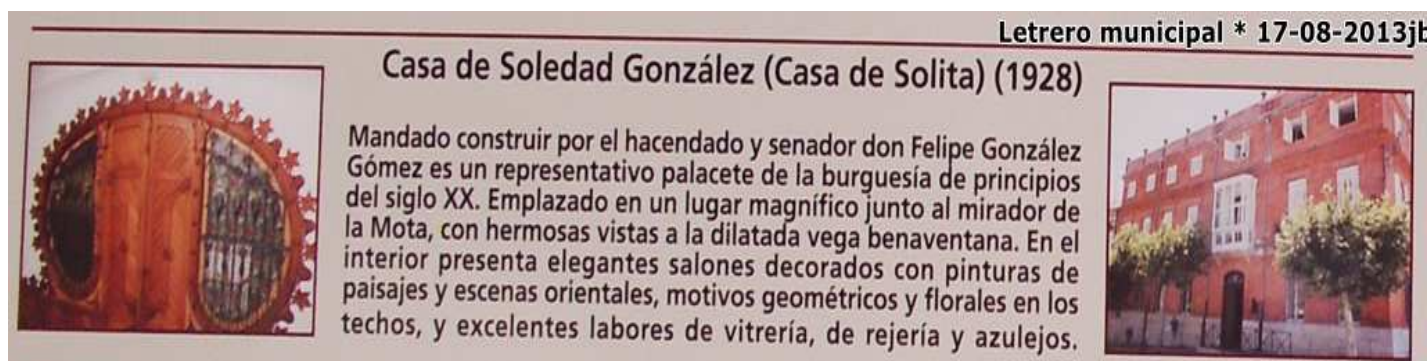 Letrero municipal * 17-08-2013jb
Casa de Soledad González (Casa de Solita) (1928)
Mandado construir por el hacendado y senador don Felipe González
Gómez es un representativo palacete de la burguesía de principios
del siglo XX. Emplazado en un lugar magnífico junto al mirador de
la Mota, con hermosas vistas a la dilatada vega benaventana. En el
interior presenta elegantes salones decorados con pinturas de
paisajes y escenas orientales, motivos geométricos y florales en los
techos, y excelentes labores de vitrería, de rejería y azulejos.